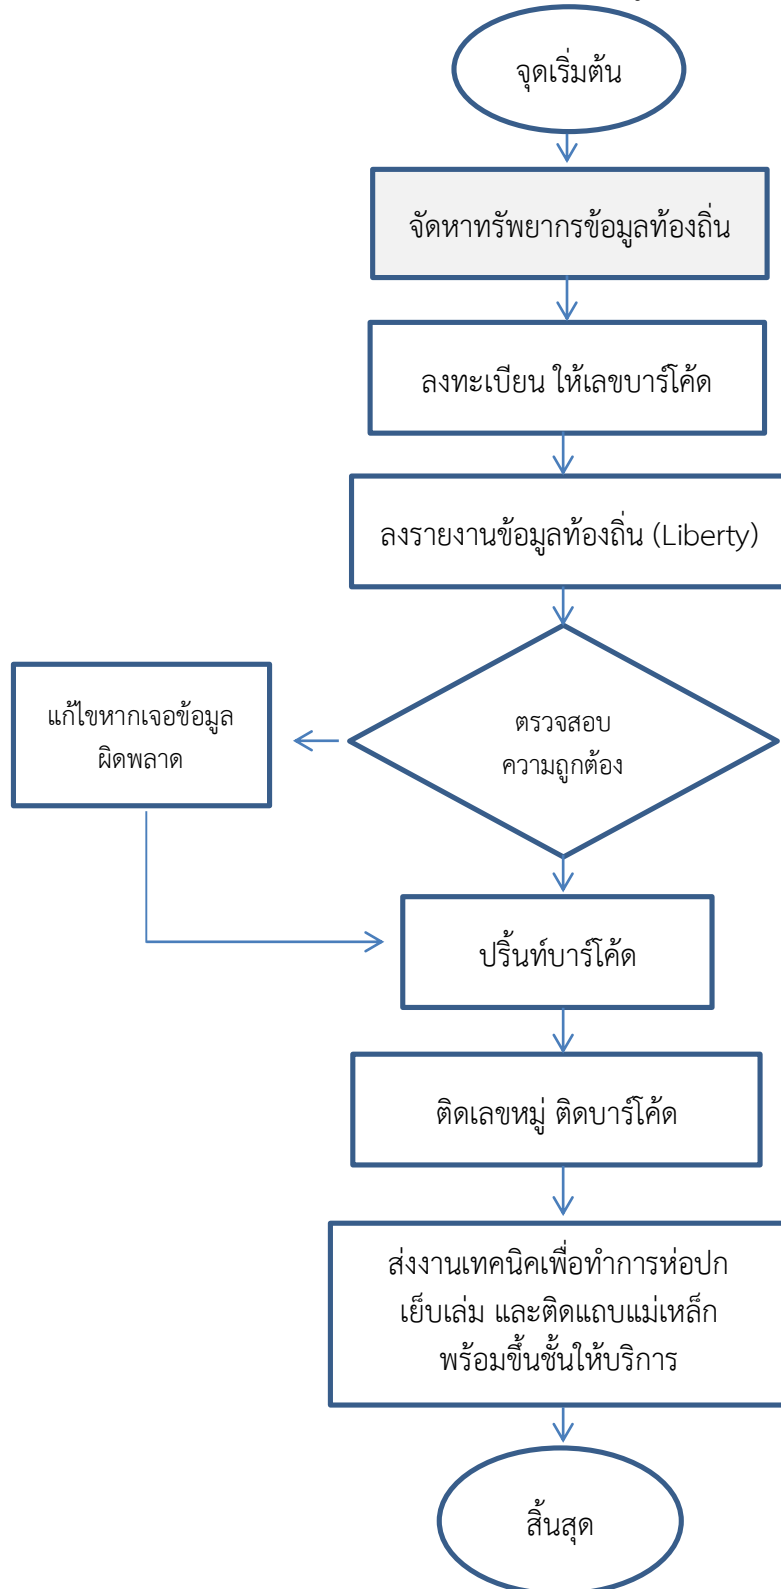 จุดเริ่มต้น
จัดหาทรัพยากรข้อมูลท้องถิ่น
ลงทะเบียน ให้เลขบาร์โค้ด
ลงรายงานข้อมูลท้องถิ่น (Liberty)
แก้ไขหากเจอข้อมูล
ผิดพลาด
ตรวจสอบ
ความถูกต้อง
ปริ้นท์บาร์โค้ด
ติดเลขหมู่ ติดบาร์โค้ด
ส่งงานเทคนิคเพื่อทำการห่อปก
เย็บเล่ม และติดแถบแม่เหล็ก
พร้อมขึ้นชั้นให้บริการ
สิ้นสุด